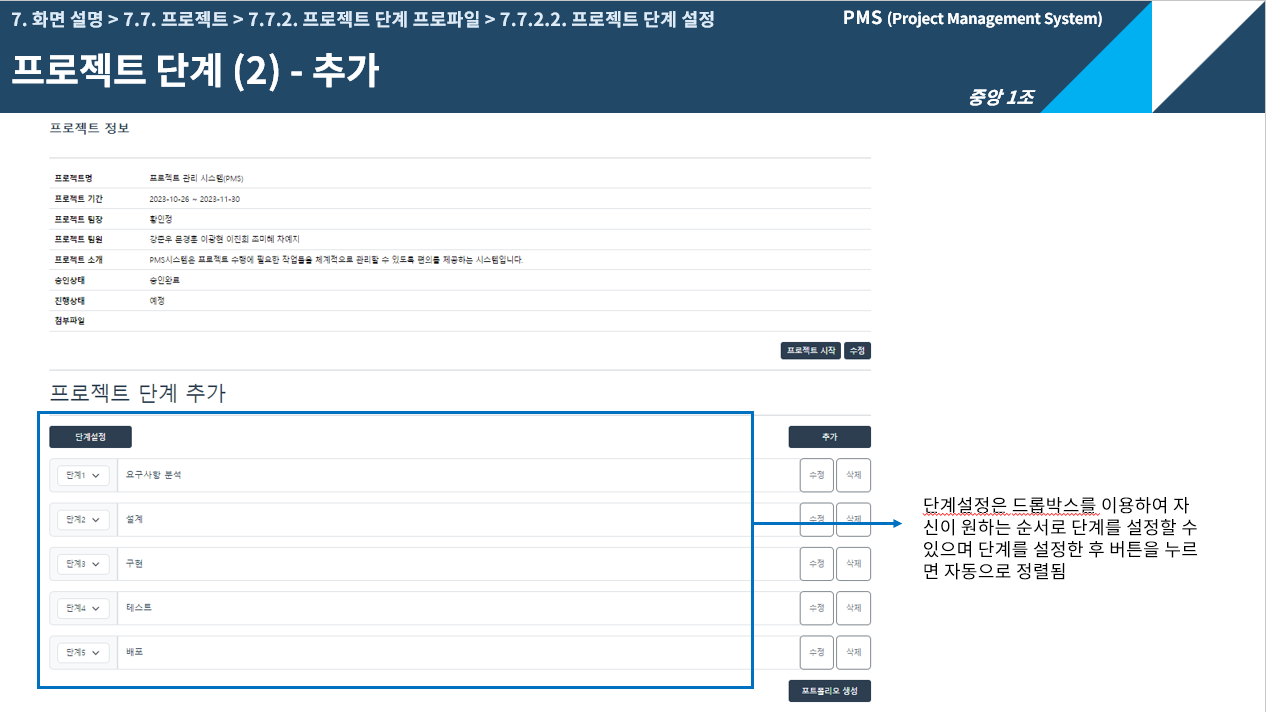 7. 화면 설명 > 7.7. 프로젝트 > 7.7.2. 프로젝트 단계 프로파일 > 7.7.2.2. 프로젝트 단계 설정
PMS (Project Management System)
프로젝트 단계 (2) - 추가
중앙 1조
프로젝트 정보
프로젝트명 프로젝트 관리 시스템(PMS)
프로젝트 기간 2023-10-26 ~ 2023-11-30
프로젝트 팀장 황인정
프로젝트 팀원 강준우 윤경훈 이광현 이진희 조미혜 차예지
프로젝트 소개 PMS시스템은 프로젝트 수행에 필요한 작업들을 체계적으로 관리할 수 있도록 편의를 제공하는 시스템입니다.
승인상태 승인완료
진행상태 예정
첨부파일
프로젝트 시작 수정
프로젝트 단계 추가
단계설정 추가
단계1 요구사항 분석 수정 삭제
단계2 설계 수정 삭제
단계3 구현 수정 삭제
단계4 테스트 수정 삭제
단계5 배포 수정 삭제
포트폴리오 생성
단계설정은 드롭박스를 이용하여 자
신이 원하는 순서로 단계를 설정할 수
있으며 단계를 설정한 후 버튼을 누르
면 자동으로 정렬됨